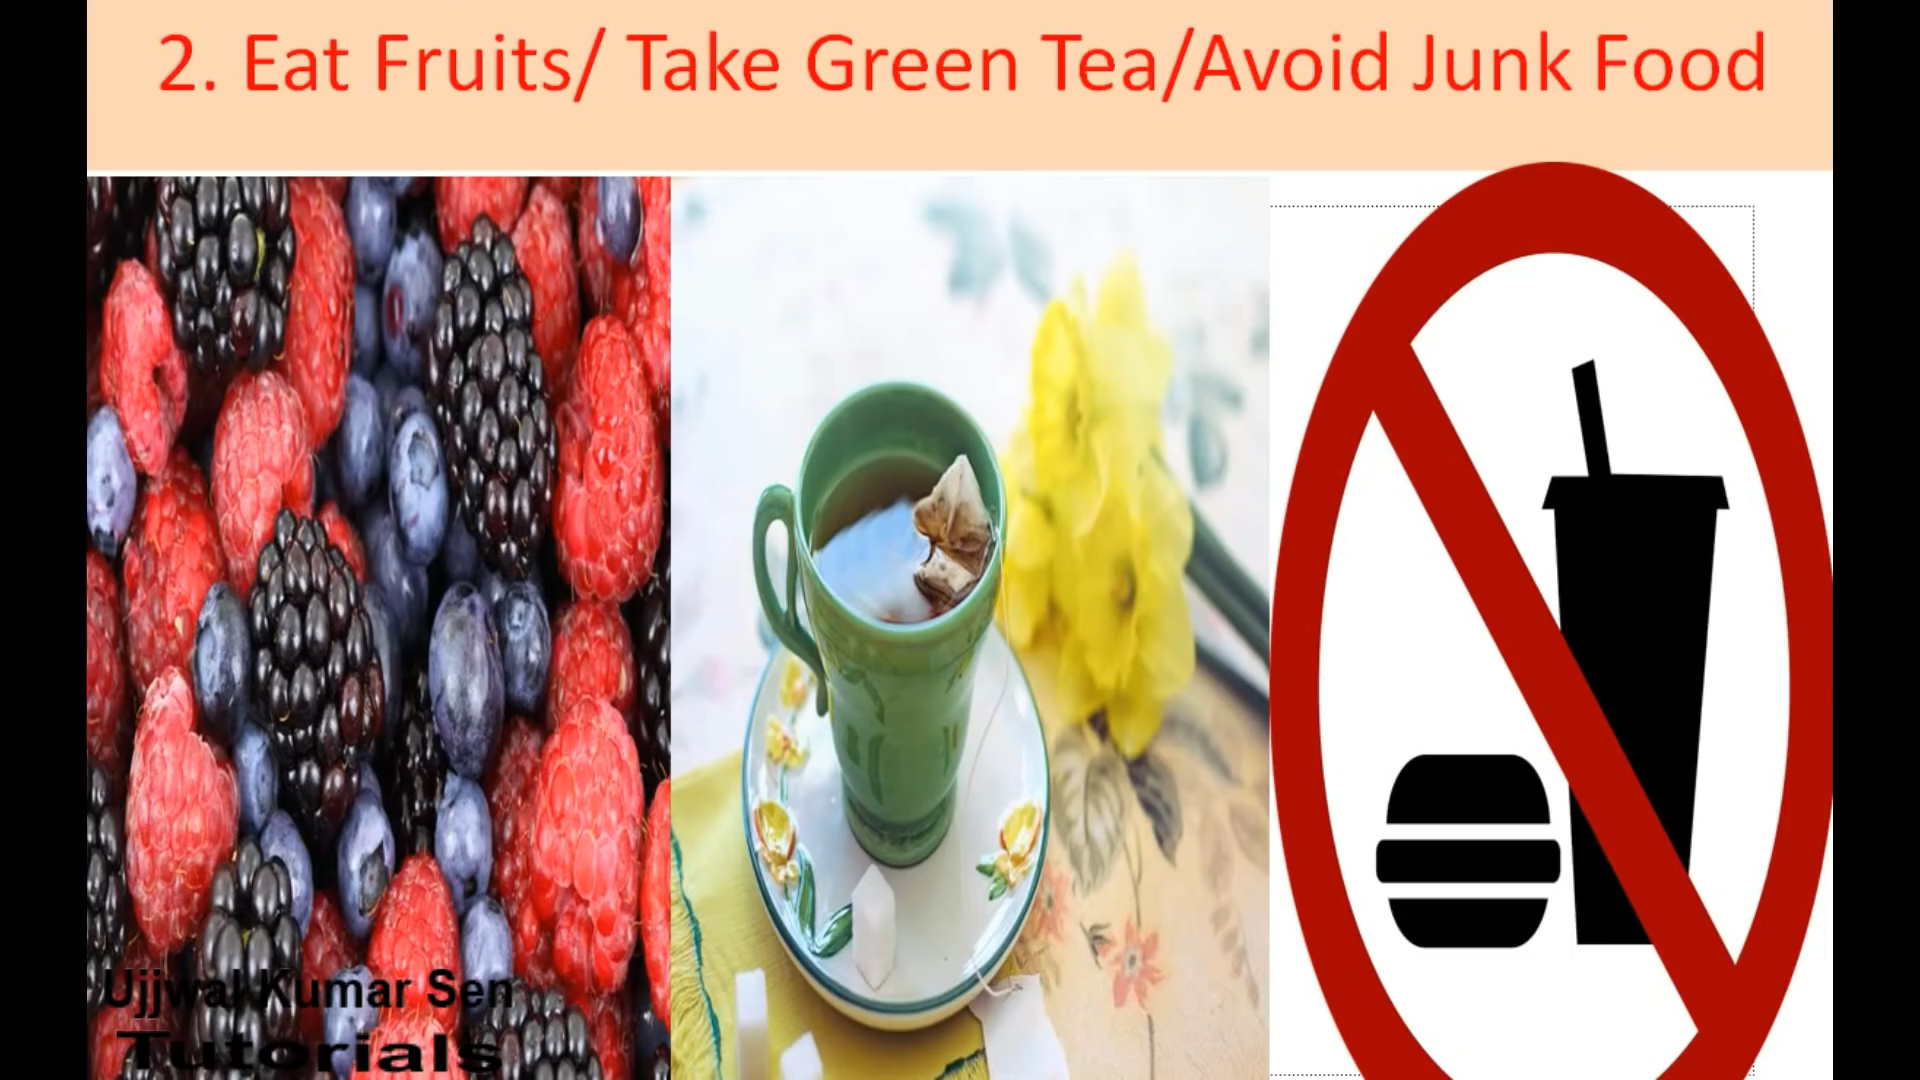 2. Eat Fruits/ Take Green Tea/Avoid Junk Food
Ujjwal Kumar Sen
Tutorials